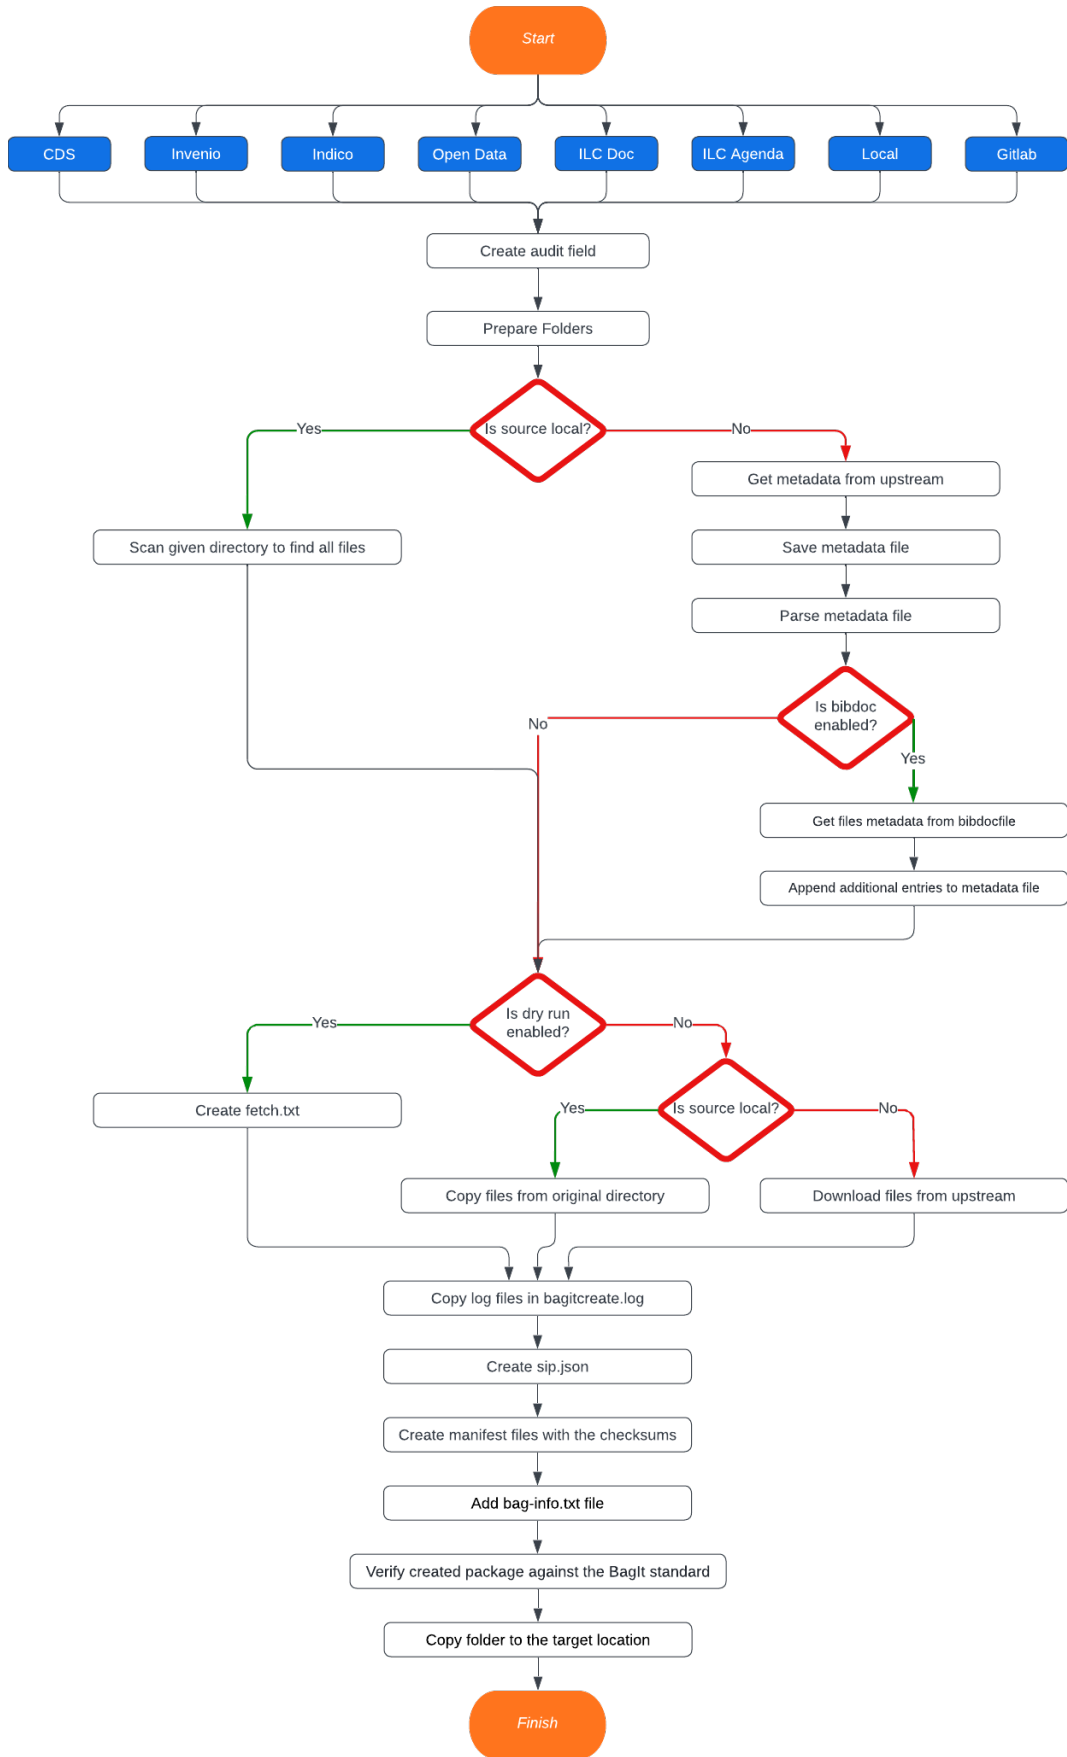 Start
CDS
Invenio
Indico
Open Data
ILC Doc
ILC Agenda
Local
Gitlab
Create audit field
Prepare Folders
Is source local?
Yes
No
Get metadata from upstream
Scan given directory to find all files
Save metadata file
Parse metadata file
Is bibdoc
enabled?
No
Yes
Get files metadata from bibdocfile
Append additional entries to metadata file
Is dry run
enabled?
Yes
No
Create fetch.txt
Is source local?
Yes
No
Copy files from original directory
Download files from upstream
Copy log files in bagitcreate.log
Create sip.json
Create manifest files with the checksums
Add bag-info.txt file
Verify created package against the BagIt standard
Copy folder to the target location
Finish